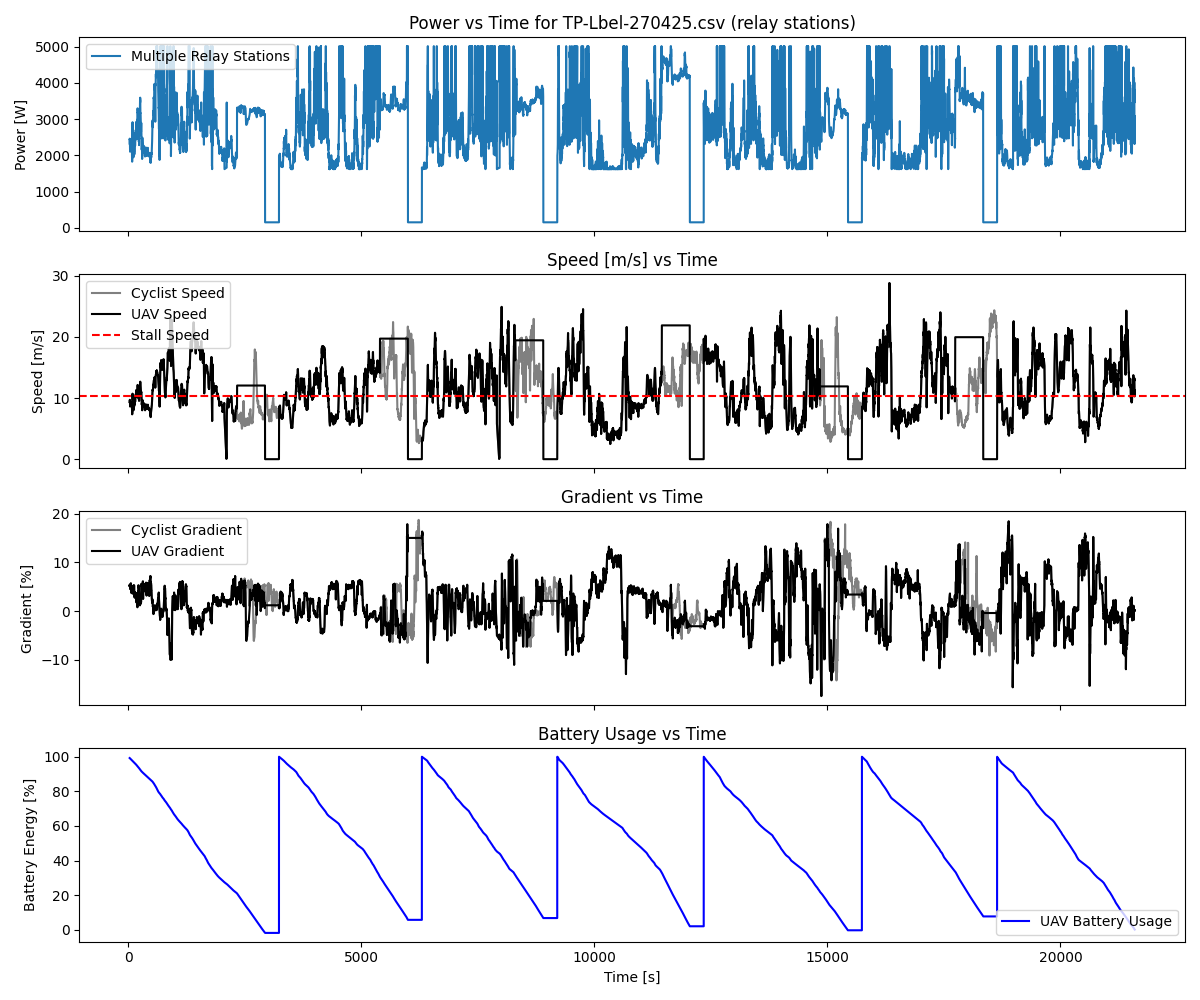 Power vs Time for TP-Lbel-270425.csv (relay stations)
Multiple Relay Stations
Power [W]
5000
4000
3000
2000
1000
0
Speed [m/s] vs Time
Cyclist Speed
UAV Speed
Stall Speed
Speed [m/s]
30
20
10
0
Gradient vs Time
Cyclist Gradient
UAV Gradient
Gradient [%]
20
10
0
−10
Battery Usage vs Time
UAV Battery Usage
Battery Energy [%]
100
80
60
40
20
0
0 5000 10000 15000 20000
Time [s]